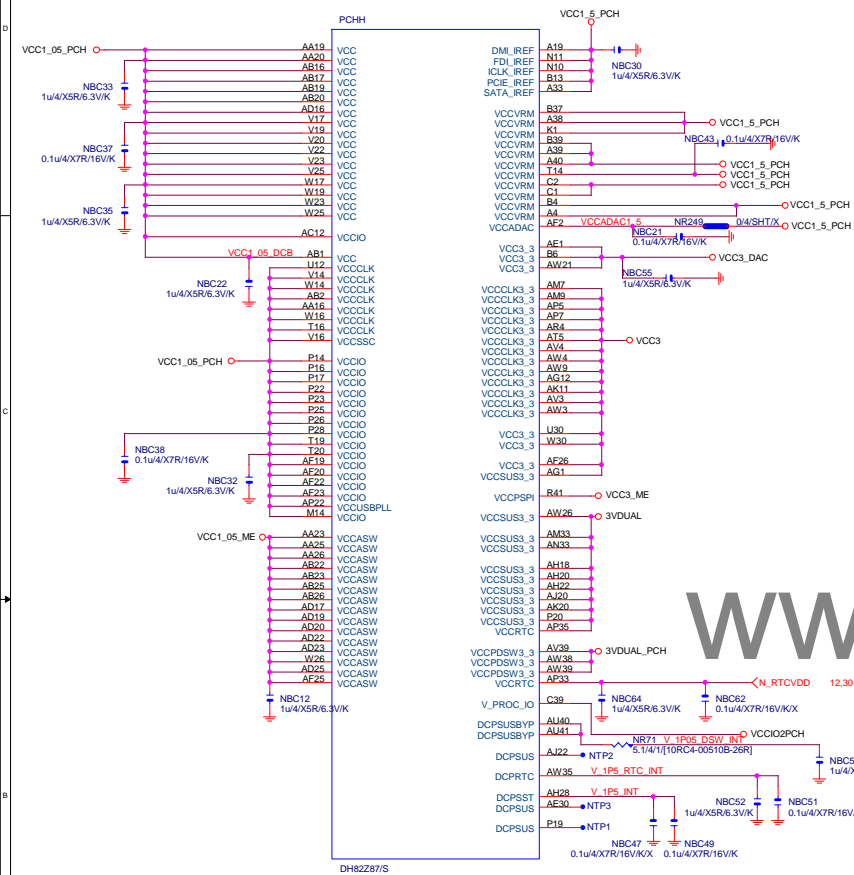 D
PCHH
VCC1_5_PCH
VCC1_05_PCH
AA19 VCC
AA20 VCC
AB16 VCC
AB17 VCC
AB19 VCC
AB20 VCC
AD16 VCC
V17 VCC
V19 VCC
V20 VCC
V22 VCC
V23 VCC
V25 VCC
W17 VCC
W19 VCC
W23 VCC
W25 VCC
AC12 VCCIO
VCC1_05_DCB AB1 VCC
U12 VCCCLK
V14 VCCCLK
W14 VCCCLK
AB2 VCCCLK
AA16 VCCCLK
W16 VCCCLK
T16 VCCCLK
V16 VCCSSC
VCC1_05_PCH
P14 VCCIO
P16 VCCIO
P17 VCCIO
P22 VCCIO
P23 VCCIO
P25 VCCIO
P26 VCCIO
P28 VCCIO
T19 VCCIO
T20 VCCIO
AF19 VCCIO
AF20 VCCIO
AF22 VCCIO
AF23 VCCIO
AP22 VCCUSBPLL
M14 VCCIO
VCC1_05_ME
AA23 VCCASW
AA25 VCCASW
AA26 VCCASW
AB22 VCCASW
AB23 VCCASW
AB25 VCCASW
AB26 VCCASW
AD17 VCCASW
AD19 VCCASW
AD20 VCCASW
AD22 VCCASW
AD23 VCCASW
W26 VCCASW
AD25 VCCASW
AF25 VCCASW
NBC33
1u/4/X5R/6.3V/K
NBC37
0.1u/4/X7R/16V/K
NBC35
1u/4/X5R/6.3V/K
NBC22
1u/4/X5R/6.3V/K
C
NBC38
0.1u/4/X7R/16V/K
NBC32
1u/4/X5R/6.3V/K
NBC12
1u/4/X5R/6.3V/K
B
DMI_IREF A19
FDI_IREF N11
ICLK_IREF N10
PCIE_IREF B13
SATA_IREF A33
NBC30
1u/4/X5R/6.3V/K
VCCVRM B37
VCCVRM A38
VCCVRM K1
VCCVRM B39
VCCVRM A39
VCCVRM A40
VCCVRM T14
VCCVRM C2
VCCVRM C1
VCCVRM B4
VCCVRM A4
VCCADAC AF2
VCC1_5_PCH
NBC43 0.1u/4/X7R/16V/K
VCC1_5_PCH
VCC1_5_PCH
VCC1_5_PCH
VCC1_5_PCH
VCCADAC1_5 NR249 0/4/SHT/X VCC1_5_PCH
NBC21
0.1u/4/X7R/16V/K
VCC3_3 AE1
VCC3_3 B6
VCC3_3 AW21
VCC3_DAC
NBC55
1u/4/X5R/6.3V/K
VCCCLK3_3 AM7
VCCCLK3_3 AM9
VCCCLK3_3 AP5
VCCCLK3_3 AP7
VCCCLK3_3 AR4
VCCCLK3_3 AT5
VCCCLK3_3 AV4
VCCCLK3_3 AW4
VCCCLK3_3 AW9
VCCCLK3_3 AG12
VCCCLK3_3 AK11
VCCCLK3_3 AV3
VCCCLK3_3 AW3
VCC3
VCC3_3 U30
VCC3_3 W30
VCC3_3 AF26
VCCSUS3_3 AG1
VCCPSPI R41 VCC3_ME
VCCSUS3_3 AW26 3VDUAL
VCCSUS3_3 AM33
VCCSUS3_3 AN33
VCCSUS3_3 AH18
VCCSUS3_3 AH20
VCCSUS3_3 AH22
VCCSUS3_3 AJ20
VCCSUS3_3 AK20
VCCSUS3_3 P20
VCCRTC AP35
VCCPDSW3_3 AV39 3VDUAL_PCH
VCCPDSW3_3 AW38
VCCPDSW3_3 AW39
VCCRTC AP33 N_RTCVDD 12,30
NBC64
1u/4/X5R/6.3V/K
NBC62
0.1u/4/X7R/16V/K/X
V_PROC_IO C39 VCCIO2PCH
DCPSUSBYP AU40
DCPSUSBYP AU41
NR71 V_1P05_DSW_INT
5.1/4/1/[10RC4-00510B-26R]
DCPSUS AJ22 NTP2
DCPRTC AW35 V_1P5_RTC_INT
DCPSST AH28 V_1P5_INT
DCPSUS AE30 NTP3
DCPSUS P19 NTP1
NBC47
0.1u/4/X7R/16V/K/X
NBC49
0.1u/4/X7R/16V/K
NBC52
1u/4/X5R/6.3V/K
NBC51
0.1u/4/X7R/16V/
NBC5
1u/4/X
DH82Z87/S